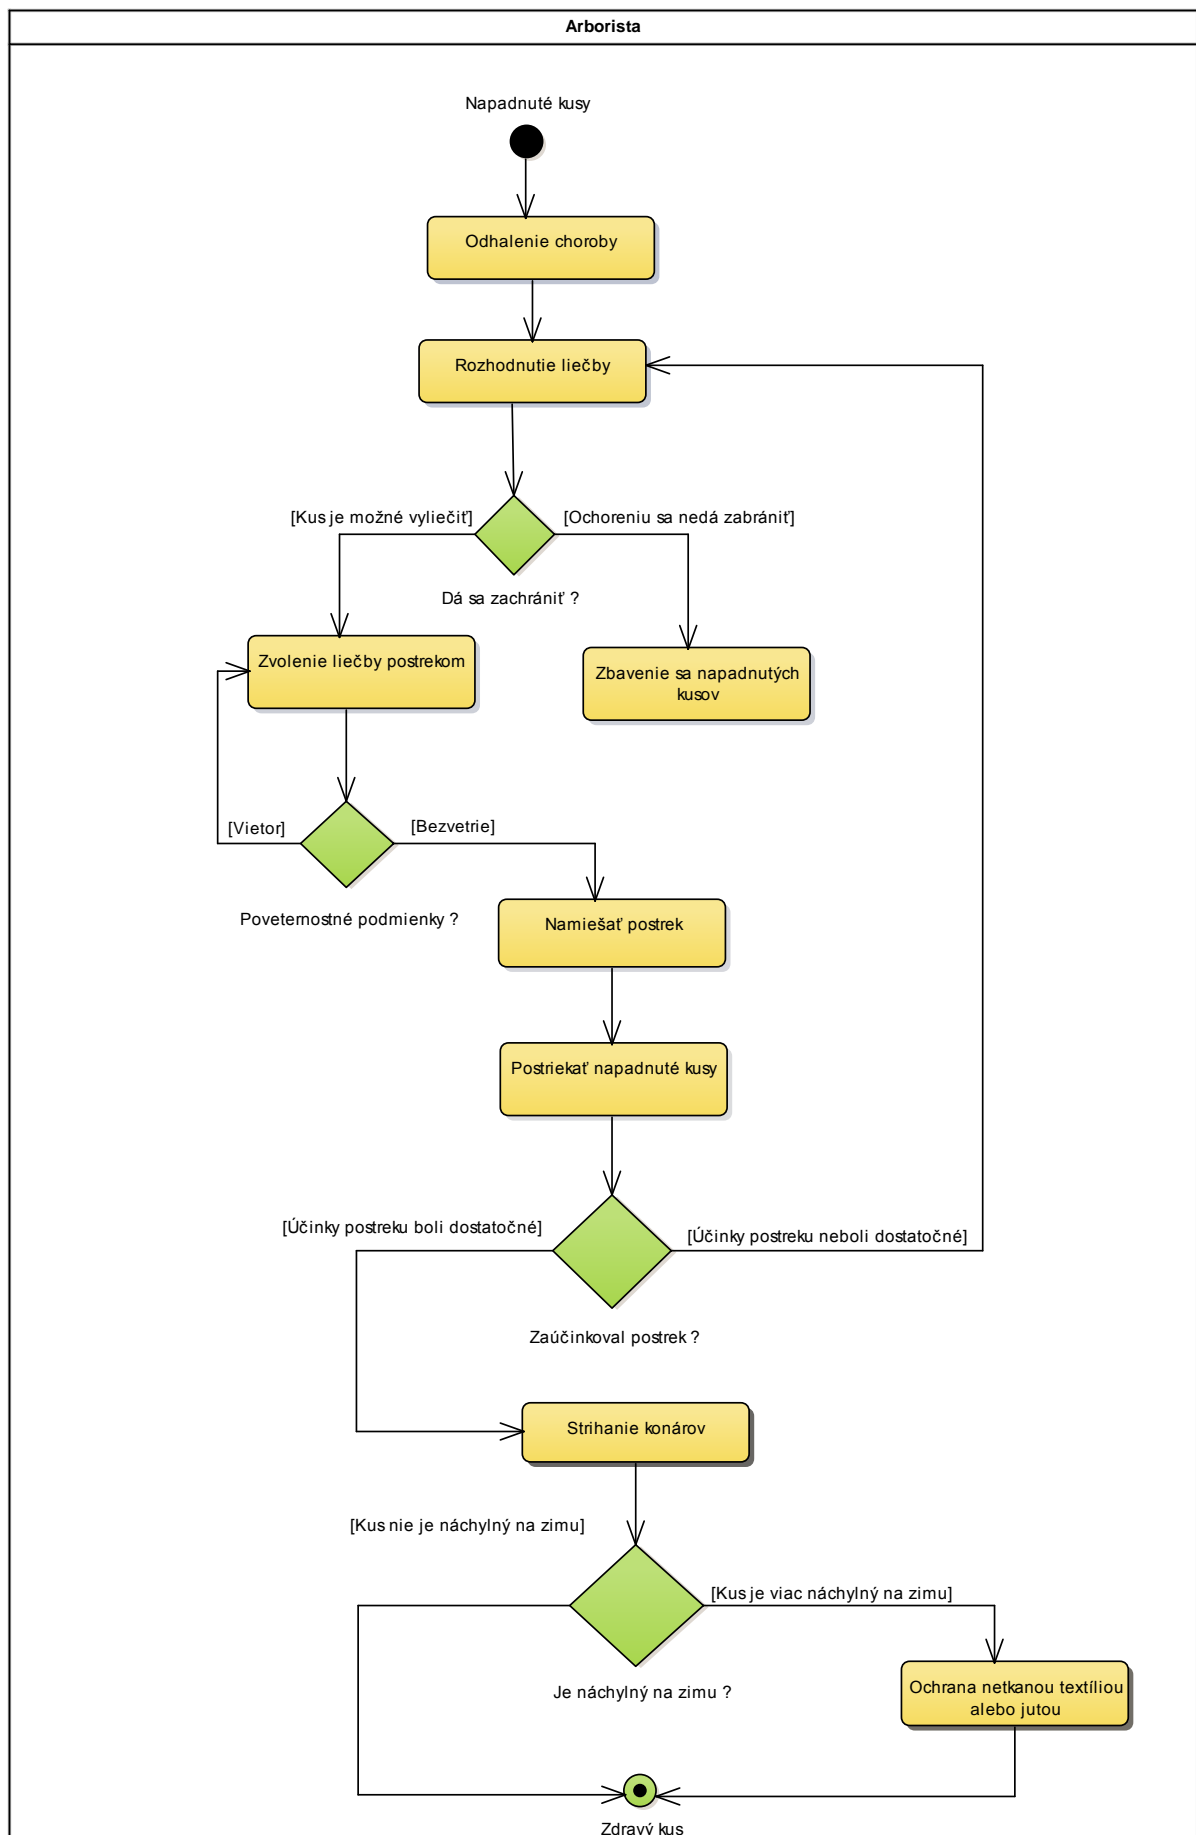 Arborista
Napadnuté kusy
Odhalenie choroby
Rozhodnutie liečby
[Kus je možné vyliečiť]
[Ochoreniu sa nedá zabrániť]
Dá sa zachrániť ?
Zvolenie liečby postrekom
Zbavenie sa napadnutých
kusov
[Vietor]
[Bezvetrie]
Poveternostné podmienky ?
Namiešať postrek
Postriekať napadnuté kusy
[Účinky postreku boli dostatočné]
[Účinky postreku neboli dostatočné]
Zaúčinkoval postrek ?
Strihanie konárov
[Kus nie je náchylný na zimu]
[Kus je viac náchylný na zimu]
Je náchylný na zimu ?
Ochrana netkanou textíliou
alebo jutou
Zdravý kus